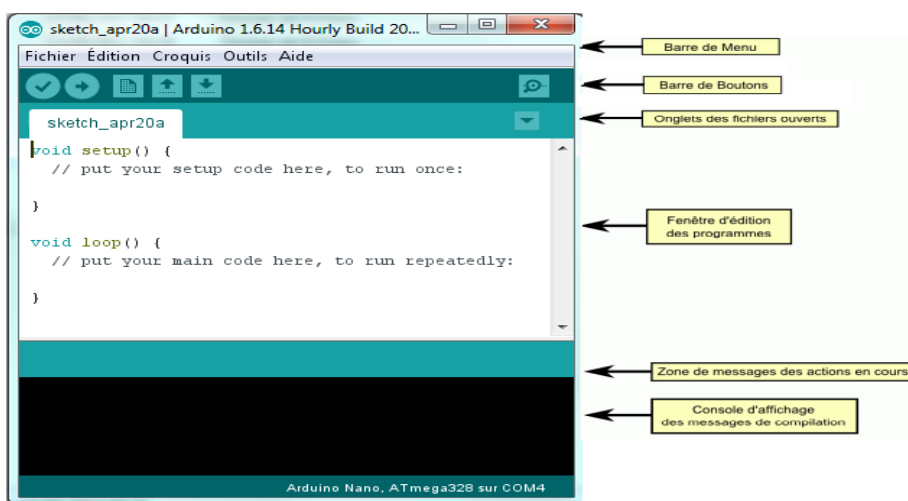 sketch_apr20a | Arduino 1.6.14 Hourly Build 20...
Fichier Édition Croquis Outils Aide
sketch_apr20a
void setup() {
// put your setup code here, to run once:
}
void loop() {
// put your main code here, to run repeatedly:
}
Arduino Nano, ATmega328 sur COM4
Barre de Menu
Barre de Boutons
Onglets des fichiers ouverts
Fenêtre d'édition
des programmes
Zone de messages des actions en cours
Console d'affichage
des messages de compilation